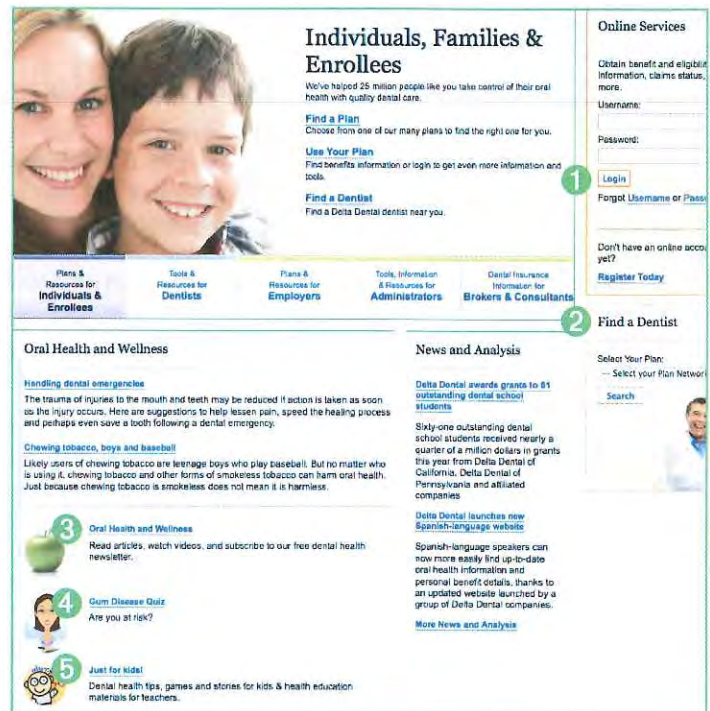 Individuals, Families &
Enrollees
We've helped 25 million people like you take control of their oral
health with quality dental care.
Find a Plan
Choose from one of our many plans to find the right one for you.
Use Your Plan
Find benefits information or login to get even more information and
tools.
Find a Dentist
Find a Delta Dental dentist near you.
Online Services
Obtain benefit and eligibili
information, claims status,
more.
Username:
Password:
1
Login
Forgot Username or Pass
Don't have an online accou
yet?
Register Today
Plans &
Resources for
Individuals &
Enrollees
Tools &
Resources for
Dentists
Plans &
Resources for
Employers
Tools, Information
& Resources for
Administrators
Dental Insurance
Information for
Brokers & Consultants
2
Find a Dentist
Select Your Plan:
--- Select your Plan Networ
Search
Oral Health and Wellness
Handling dental emergencies
The trauma of injuries to the mouth and teeth may be reduced if action is taken as soon
as the injury occurs. Here are suggestions to help lessen pain, speed the healing process
and perhaps even save a tooth following a dental emergency.
Chewing tobacco, boys and baseball
Likely users of chewing tobacco are teenage boys who play baseball. But no matter who
is using it, chewing tobacco and other forms of smokeless tobacco can harm oral health.
Just because chewing tobacco is smokeless does not mean it is harmless.
3
Oral Health and Wellness
Read articles, watch videos, and subscribe to our free dental health
newsletter.
4
Gum Disease Quiz
Are you at risk?
5
Just for kids!
Dental health tips, games and stories for kids & health education
materials for teachers.
News and Analysis
Delta Dental awards grants to 61
outstanding dental school
students
Sixty-one outstanding dental
school students received nearly a
quarter of a million dollars in grants
this year from Delta Dental of
California, Delta Dental of
Pennsylvania and affiliated
companies
Delta Dental launches new
Spanish-language website
Spanish-language speakers can
now more easily find up-to-date
oral health information and
personal benefit details, thanks to
an updated website launched by a
group of Delta Dental companies.
More News and Analysis